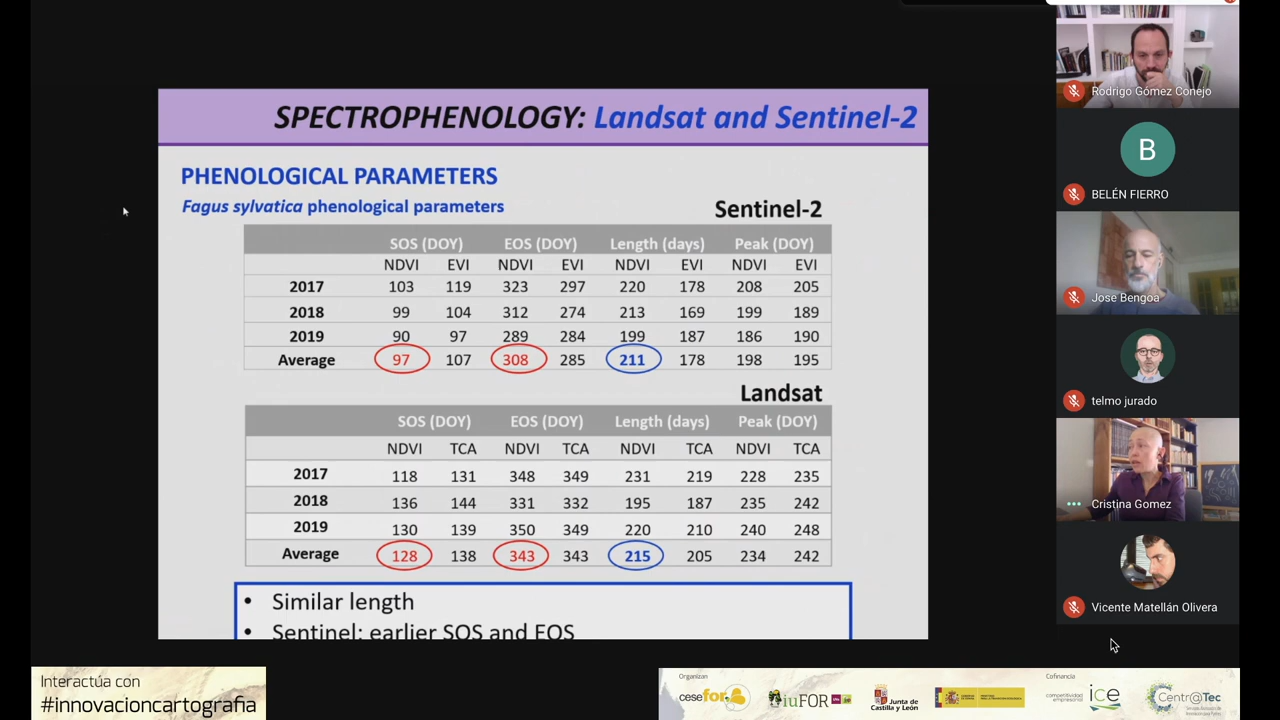 SPECTROPHENOLOGY: Landsat and Sentinel-2
PHENOLOGICAL PARAMETERS
Fagus sylvatica phenological parameters
Sentinel-2
SOS (DOY) EOS (DOY) Length (days) Peak (DOY)
NDVI EVI NDVI EVI NDVI EVI NDVI EVI
2017 103 119 323 297 220 178 208 205
2018 99 104 312 274 213 169 199 189
2019 90 97 289 284 199 187 186 190
Average 97 107 308 285 211 178 198 195
Landsat
SOS (DOY) EOS (DOY) Length (days) Peak (DOY)
NDVI TCA NDVI TCA NDVI TCA NDVI TCA
2017 118 131 348 349 231 219 228 235
2018 136 144 331 332 195 187 235 242
2019 130 139 350 349 220 210 240 248
Average 128 138 343 343 215 205 234 242
• Similar length
• Sentinel: earlier SOS and EOS
Rodrigo Gómez Conejo
B
BELÉN FIERRO
Jose Bengoa
telmo jurado
Cristina Gomez
Vicente Matellán Olivera
Interactúa con
#innovacioncartografia
Organizan
cesefor
iuFOR
Junta de
Castilla y León
Cofinancia
competitividad
empresarial
ice
Centr@Tec